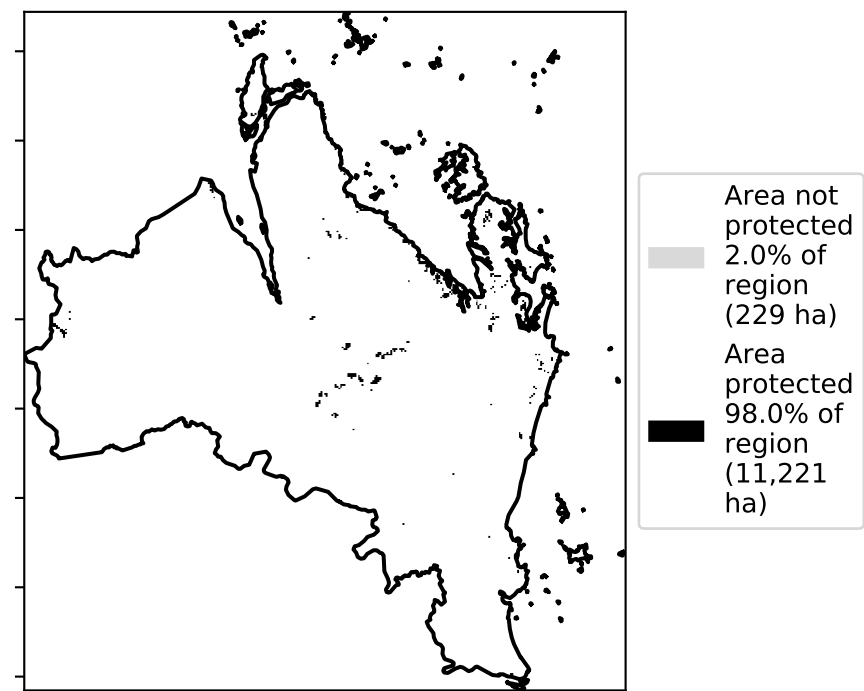 Area not
protected
2.0% of
region
(229 ha)
Area
protected
98.0% of
region
(11,221
ha)